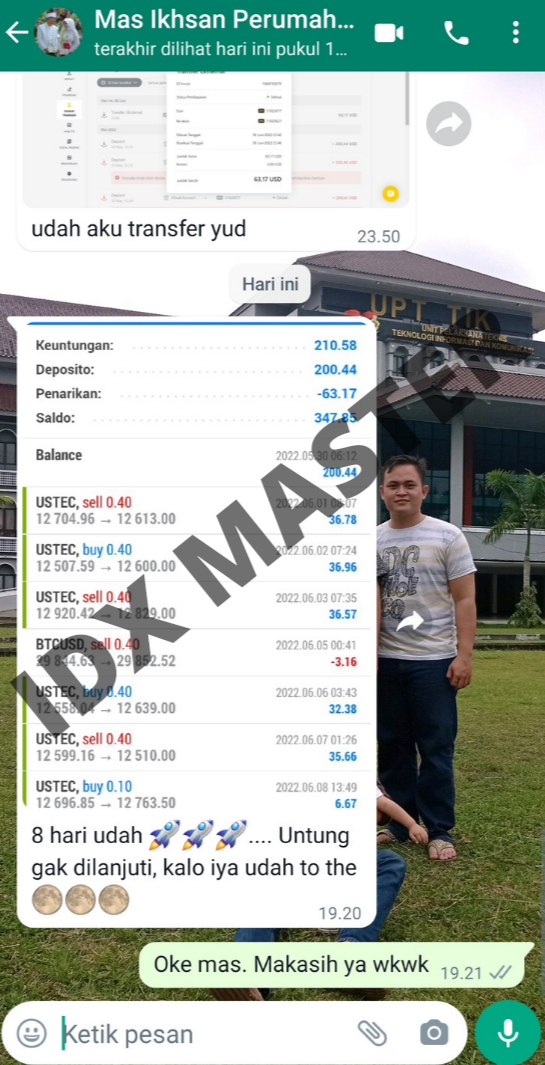 Mas Ikhsan Perumah...
terakhir dilihat hari ini pukul 1...
63,17 USD
udah aku transfer yud
23.50
Hari ini
UPT TIK
UNIT PELAKSANA TEKNIS
TEKNOLOGI INFORMASI DAN KOMUNIKASI
Keuntungan: 210.58
Deposito: 200.44
Penarikan: -63.17
Saldo: 347.85
Balance 2022.05.30 06:12
200.44
USTEC, sell 0.40 2022.06.01 08:07
12 704.96 → 12 613.00 36.78
USTEC, buy 0.40 2022.06.02 07:24
12 507.59 → 12 600.00 36.96
USTEC, sell 0.40 2022.06.03 07:35
12 920.42 → 12 829.00 36.57
BTCUSD, sell 0.40 2022.06.05 00:41
29 844.63 → 29 852.52 -3.16
USTEC, buy 0.40 2022.06.06 03:43
12 558.04 → 12 639.00 32.38
USTEC, sell 0.40 2022.06.07 01:26
12 599.16 → 12 510.00 35.66
USTEC, buy 0.10 2022.06.08 13:49
12 696.85 → 12 763.50 6.67
IDX MASTER
8 hari udah 🚀🚀🚀.... Untung
gak dilanjuti, kalo iya udah to the
🌕🌕🌕
19.20
Oke mas. Makasih ya wkwk 19.21
Ketik pesan